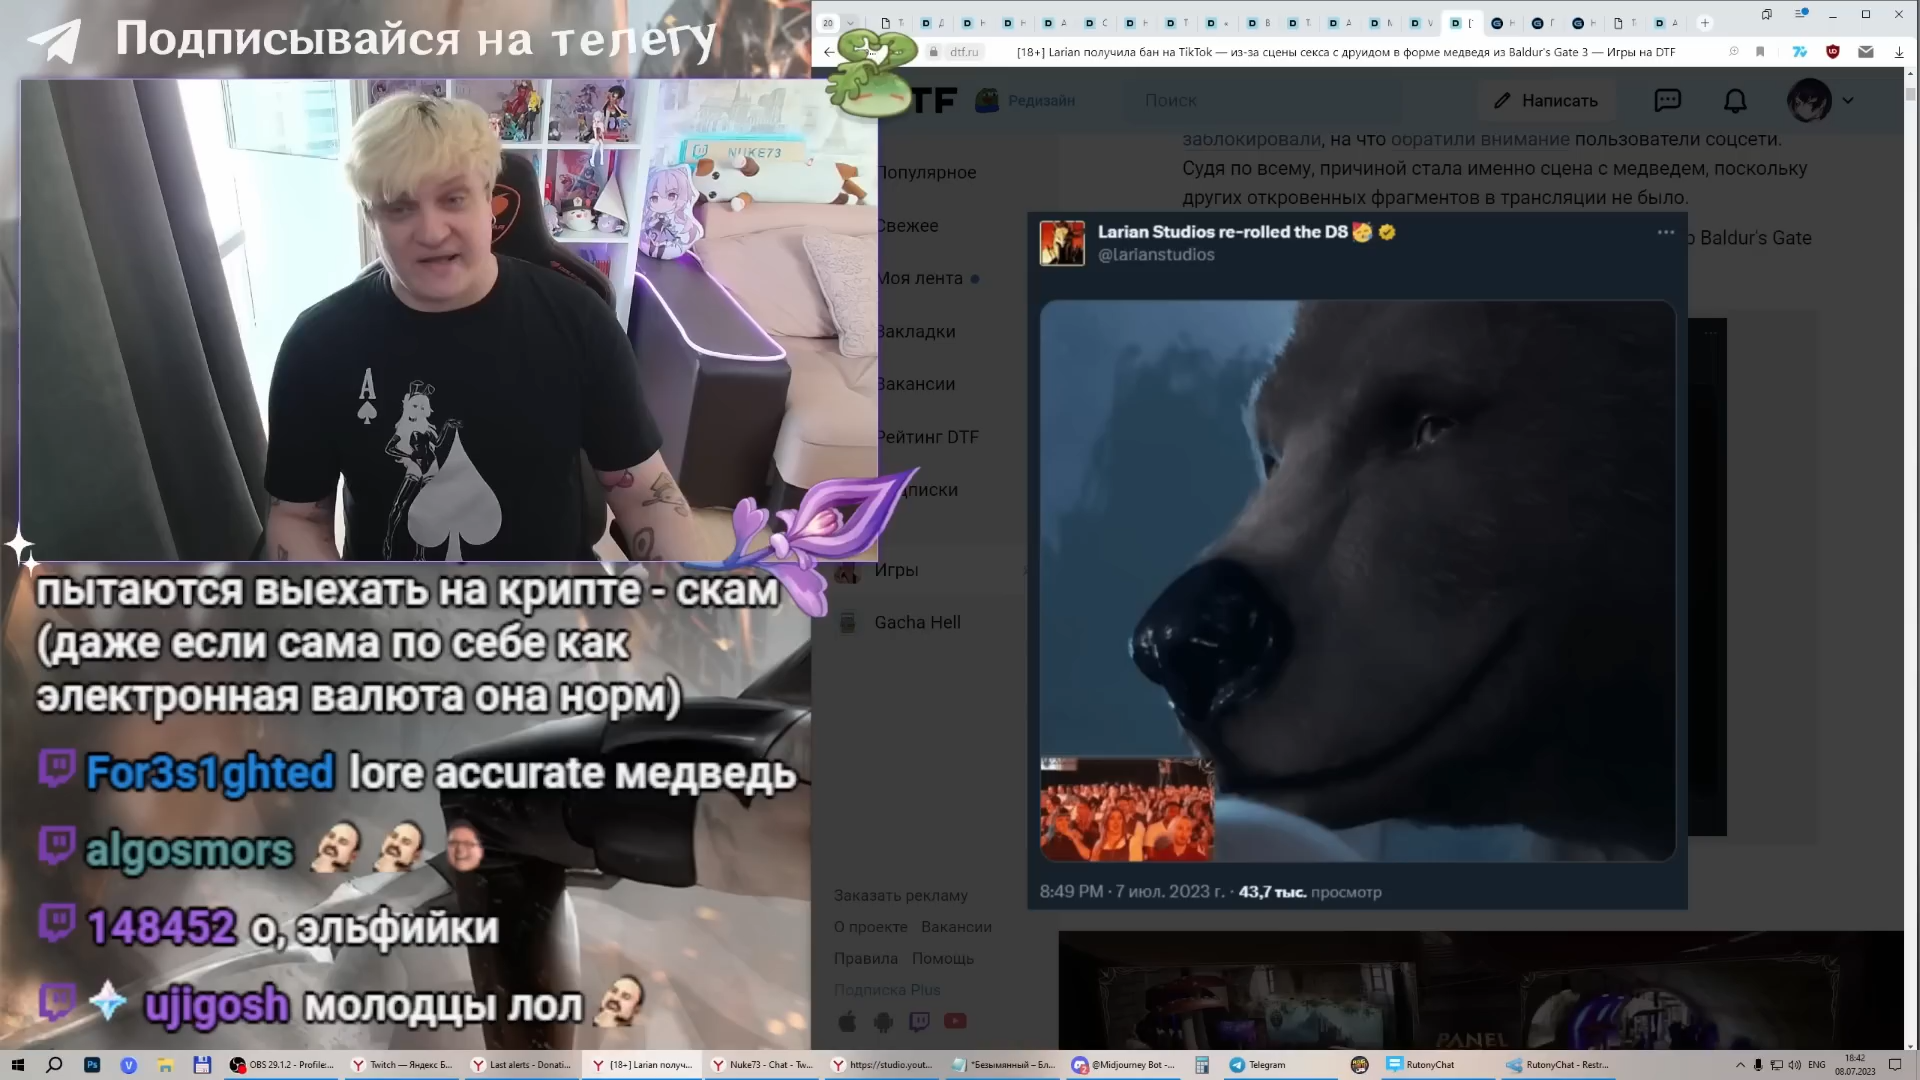 Подписывайся на телегу
NUKE73
A
пытаются выехать на крипте - скам
(даже если сама по себе как
электронная валюта она норм)
For3s1ghted lore accurate медведь
algosmors
148452 о, эльфийки
ujigosh молодцы лол
20
dtf.ru
[18+] Larian получила бан на TikTok — из-за сцены секса с друидом в форме медведя из Baldur's Gate 3 — Игры на DTF
TF
Редизайн
Поиск
Написать
Популярное
Свежее
Моя лента
Закладки
Вакансии
Рейтинг DTF
Игры
Gacha Hell
Заказать рекламу
О проекте Вакансии
Правила Помощь
Подписка Plus
заблокировали, на что обратили внимание пользователи соцсети.
Судя по всему, причиной стала именно сцена с медведем, поскольку
других откровенных фрагментов в трансляции не было.
Baldur's Gate
Larian Studios re-rolled the D8
@larianstudios
8:49 PM · 7 июл. 2023 г. · 43,7 тыс. просмотр
PANEL
OBS 29.1.2 - Profile:...
Twitch — Яндекс Б...
Last alerts - Donati...
[18+] Larian получ...
Nuke73 - Chat - Tw...
https://studio.yout...
*Безымянный – Бл...
@Midjourney Bot -...
Telegram
RutonyChat
RutonyChat - Restr...
ENG
18:42
08.07.2023